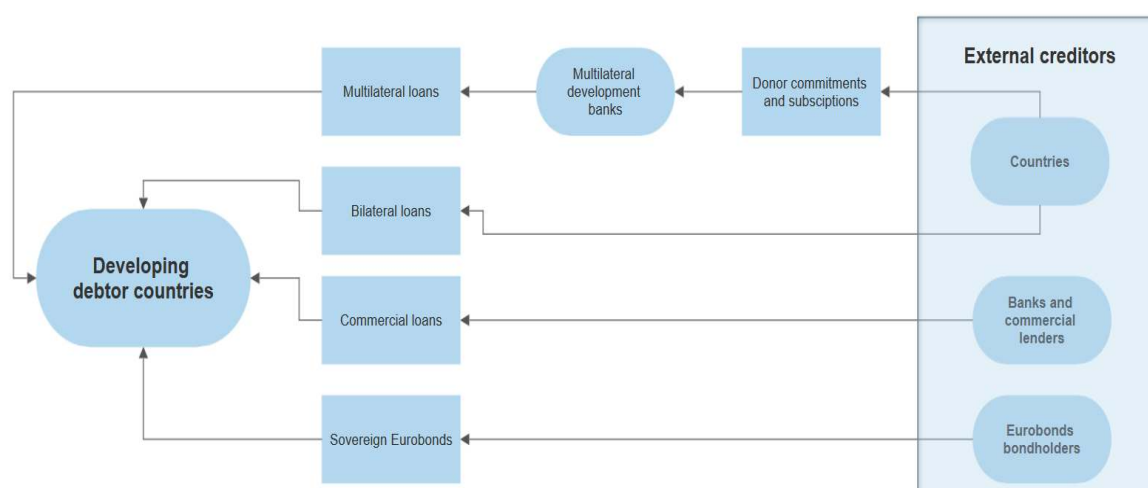 External creditors
Multilateral loans
Multilateral
development
banks
Donor commitments
and subsciptions
Countries
Bilateral loans
Developing
debtor countries
Commercial loans
Banks and
commercial
lenders
Sovereign Eurobonds
Eurobonds
bondholders